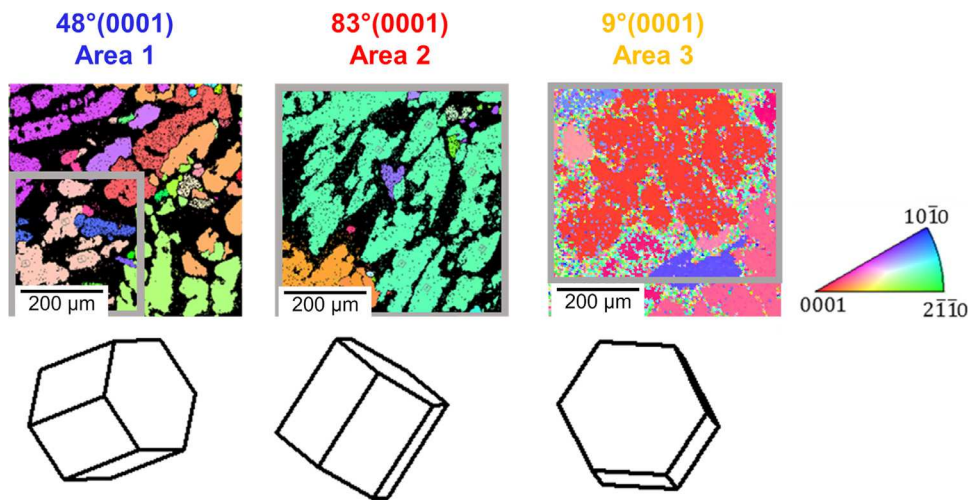 48°(0001)
Area 1
83°(0001)
Area 2
9°(0001)
Area 3
200 µm
200 µm
200 µm
101̄0
0001
21̄1̄0